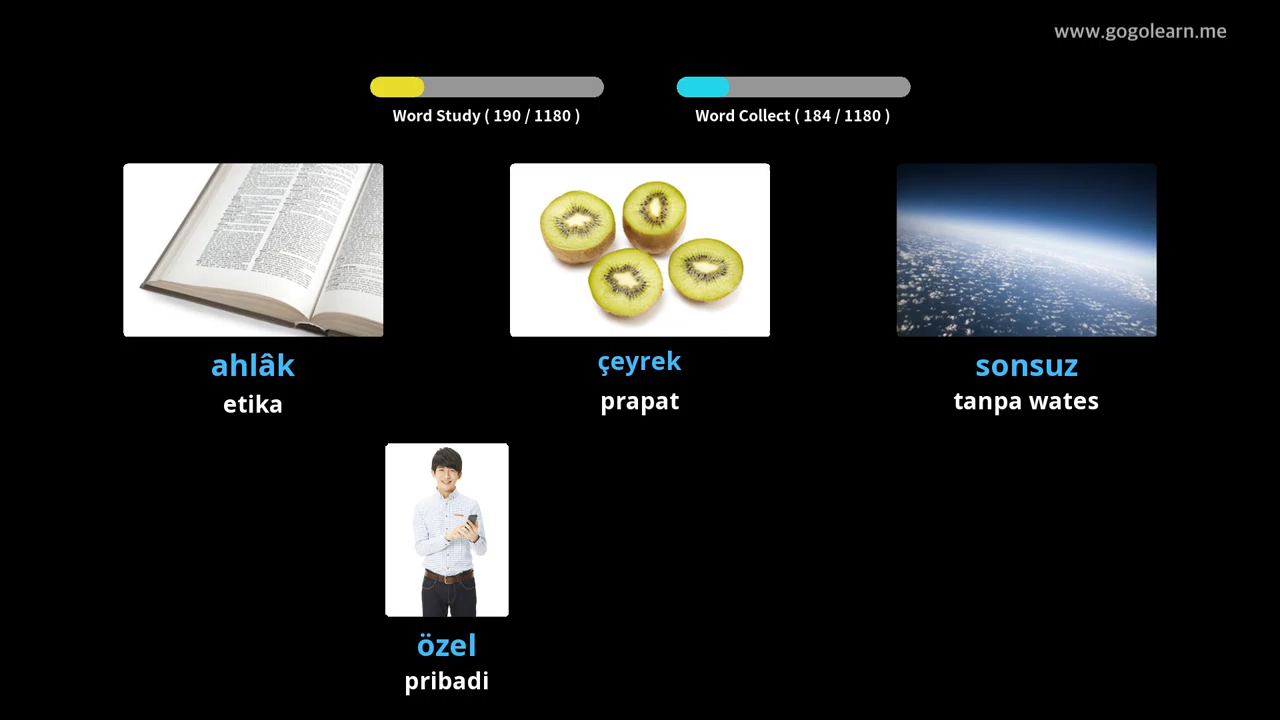 www.gogolearn.me
Word Study ( 190 / 1180 )
Word Collect ( 184 / 1180 )
ahlâk
etika
çeyrek
prapat
sonsuz
tanpa wates
özel
pribadi